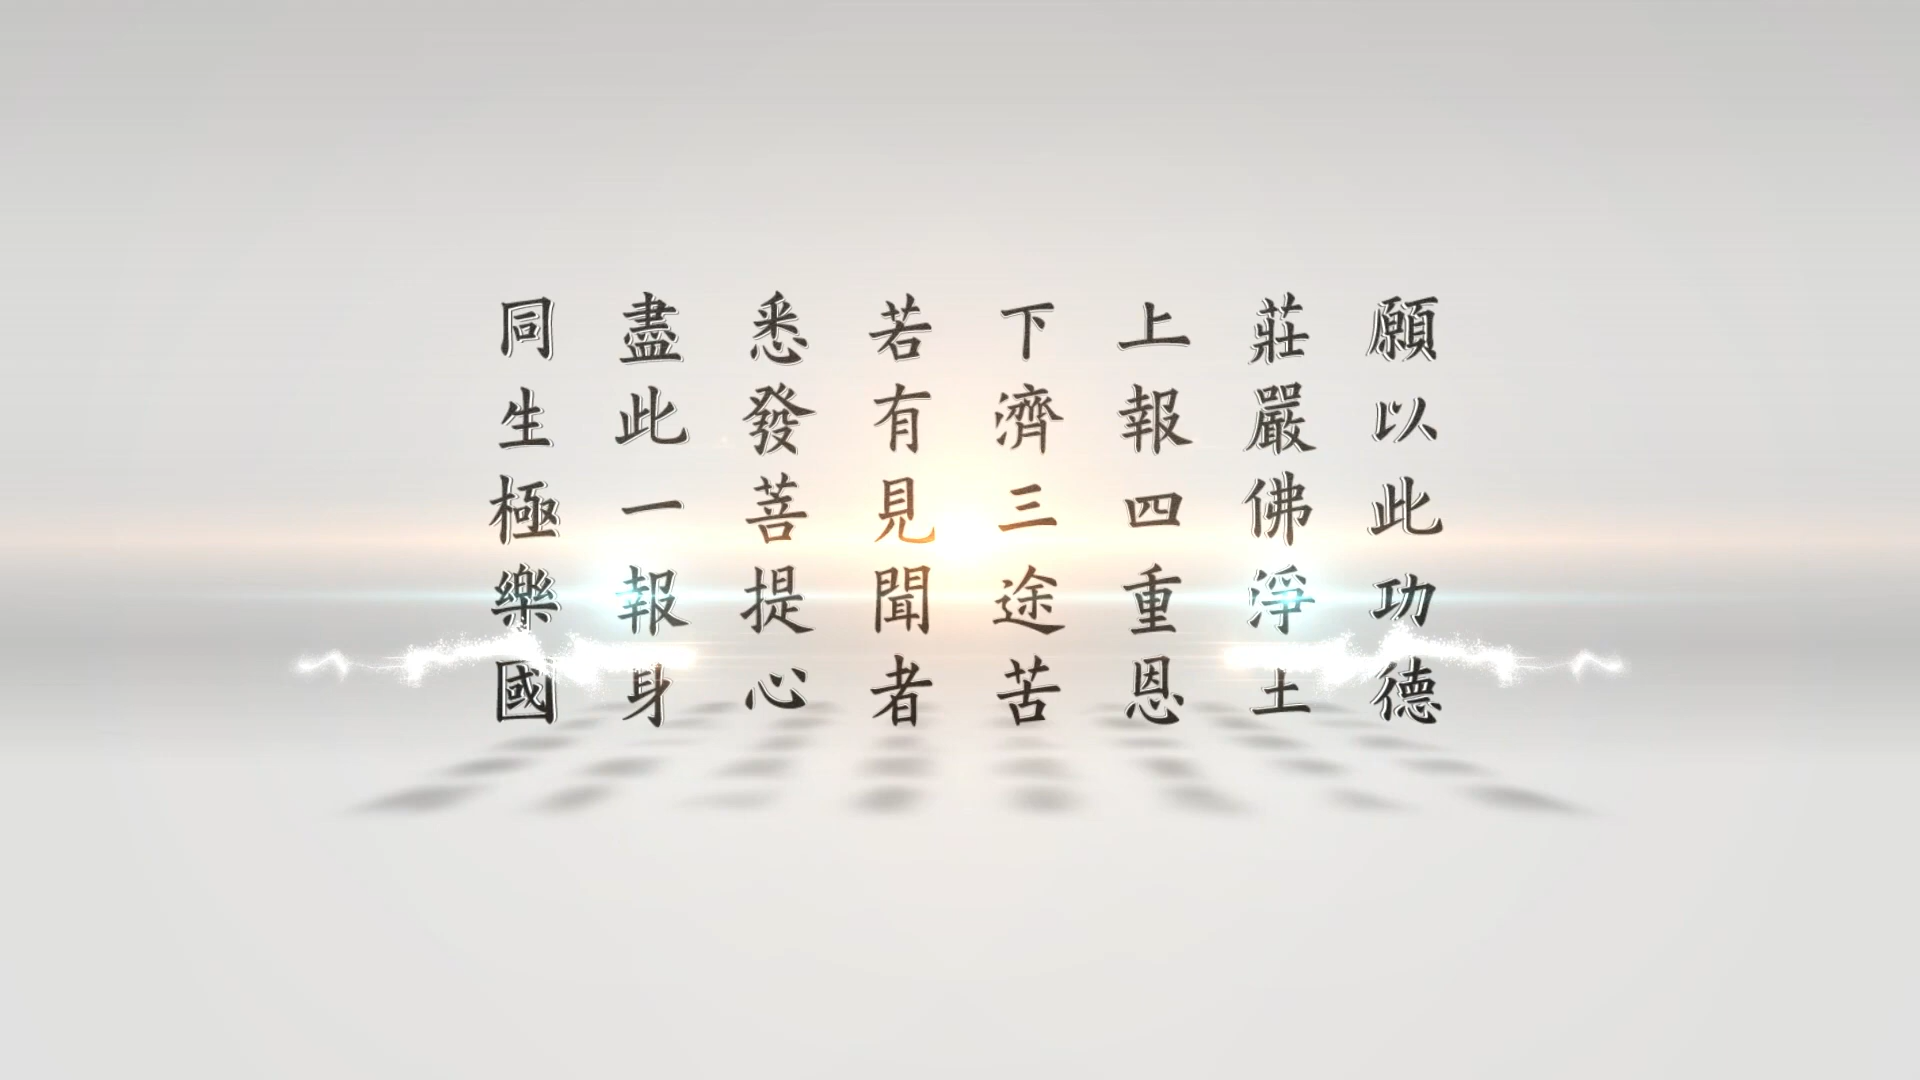 願以此功德
莊嚴佛淨土
上報四重恩
下濟三途苦
若有見聞者
悉發菩提心
盡此一報身
同生極樂國